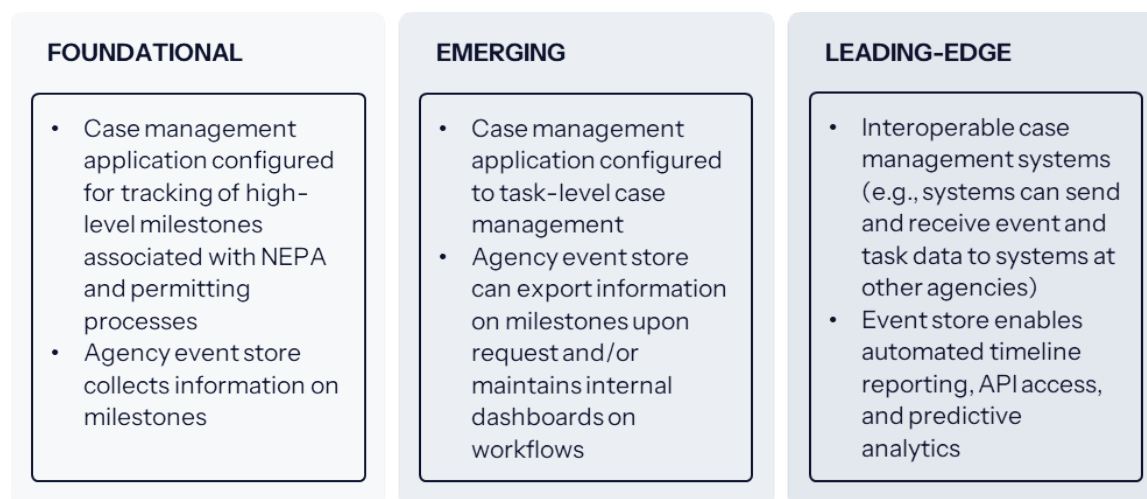 FOUNDATIONAL
• Case management
application configured
for tracking of high-
level milestones
associated with NEPA
and permitting
processes
• Agency event store
collects information on
milestones
EMERGING
• Case management
application configured
to task-level case
management
• Agency event store
can export information
on milestones upon
request and/or
maintains internal
dashboards on
workflows
LEADING-EDGE
• Interoperable case
management systems
(e.g., systems can send
and receive event and
task data to systems at
other agencies)
• Event store enables
automated timeline
reporting, API access,
and predictive
analytics